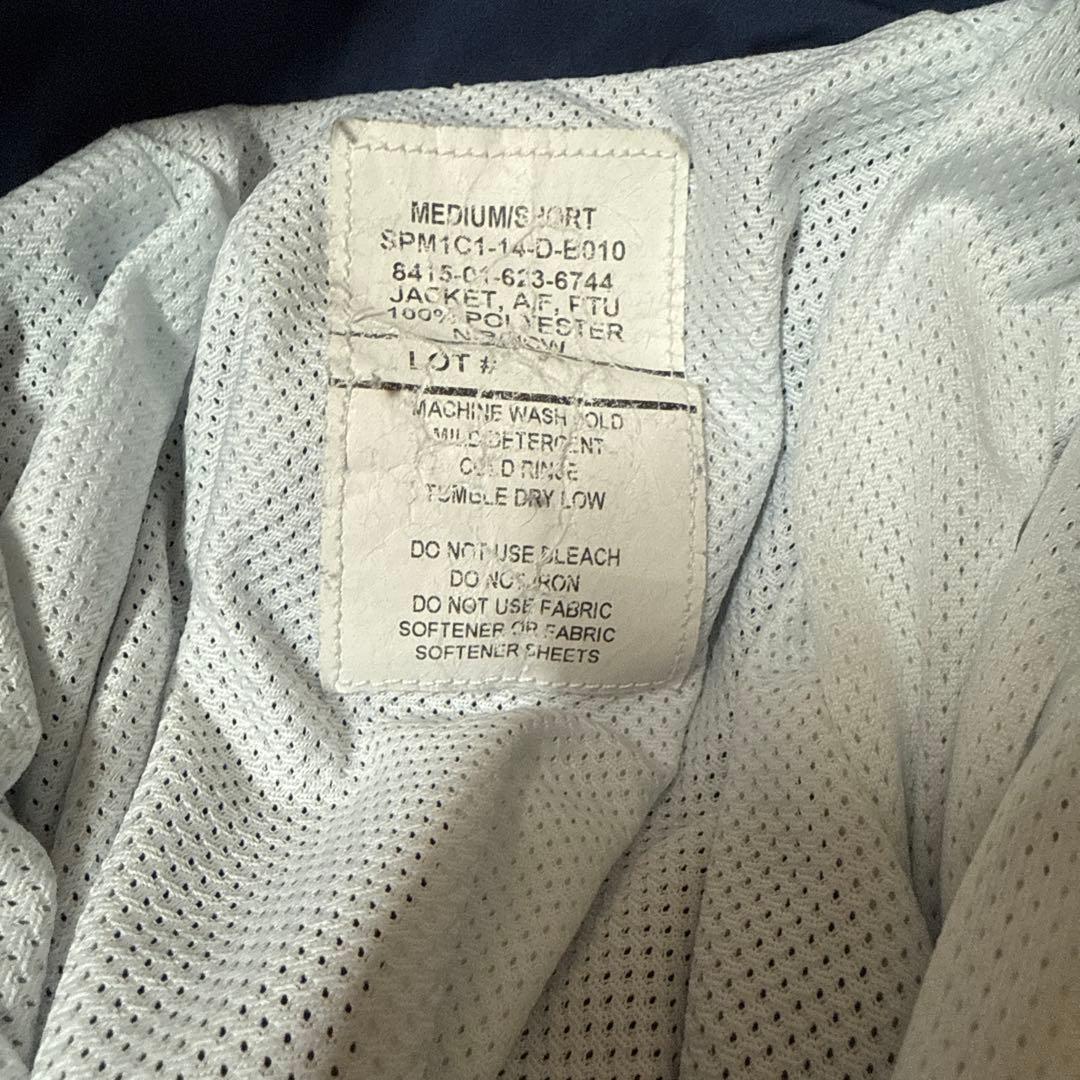 MEDIUM/SHORT
SPM1C1-14-D-B010
8415-01-623-6744
JACKET, A/F, PTU
100% POLYESTER
LOT #
MACHINE WASH COLD
MILD DETERGENT
COLD RINSE
TUMBLE DRY LOW
DO NOT USE BLEACH
DO NOT IRON
DO NOT USE FABRIC
SOFTENER OR FABRIC
SOFTENER SHEETS